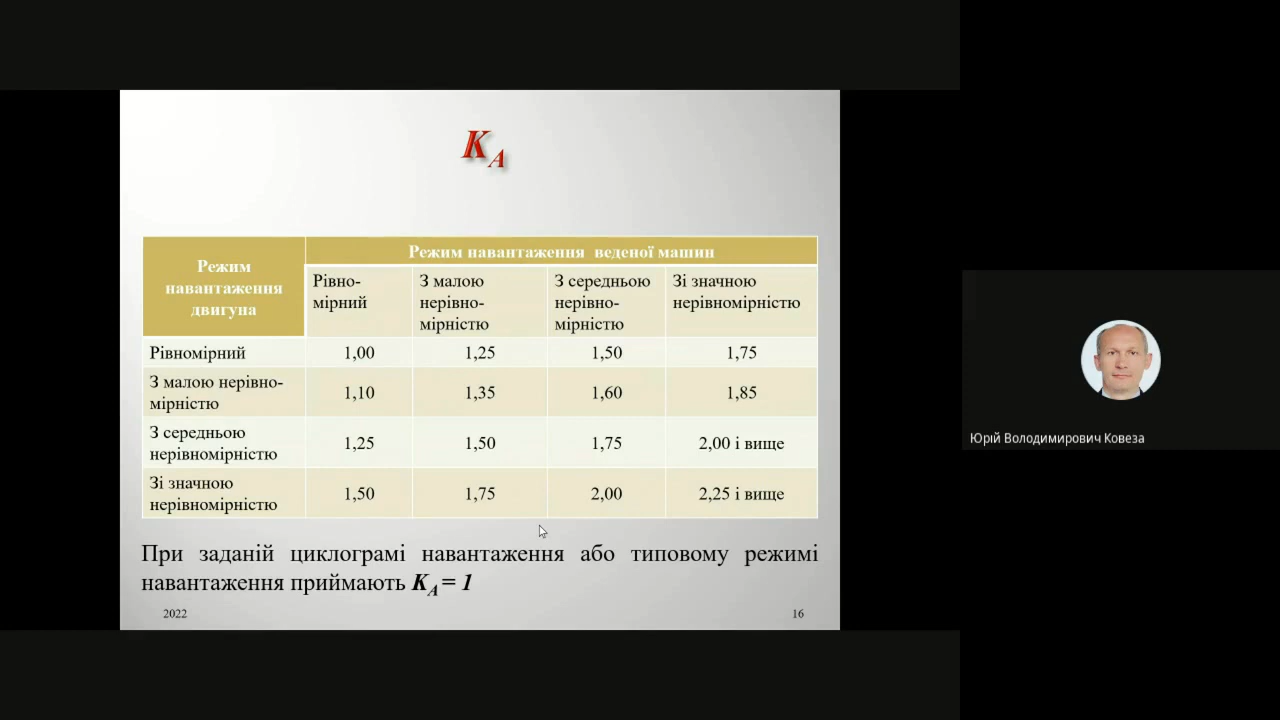 K_A
Режим навантаження двигуна
Режим навантаження  веденої машин
Рівно-
мірний
З малою
нерівно-
мірністю
З середньою
нерівно-
мірністю
Зі значною
нерівномірністю
Рівномірний 1,00 1,25 1,50 1,75
З малою нерівно-
мірністю 1,10 1,35 1,60 1,85
З середньою
нерівномірністю 1,25 1,50 1,75 2,00 і вище
Зі значною
нерівномірністю 1,50 1,75 2,00 2,25 і вище
При заданій циклограмі навантаження або типовому режимі
навантаження приймають K_A = 1
2022 16
Юрій Володимирович Ковеза